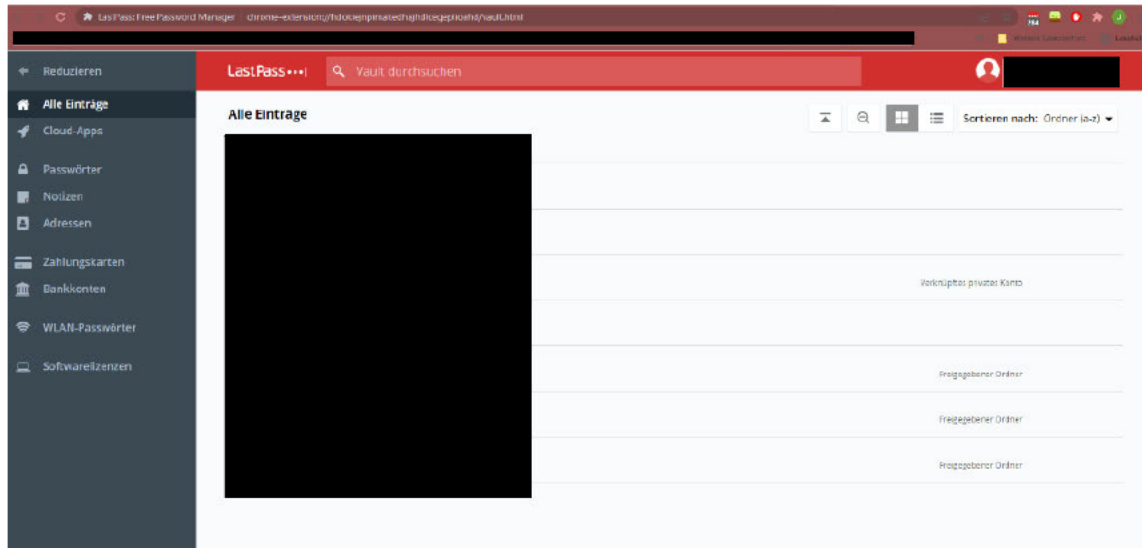 LastPass: Free Password Manager
Reduzieren
LastPass
Vault durchsuchen
Alle Einträge
Alle Einträge
Sortieren nach: Ordner (a-z)
Cloud-Apps
Passwörter
Notizen
Adressen
Zahlungskarten
Bankkonten
Verknüpftes privates Konto
WLAN-Passwörter
Softwarelizenzen
Freigegebener Ordner
Freigegebener Ordner
Freigegebener Ordner